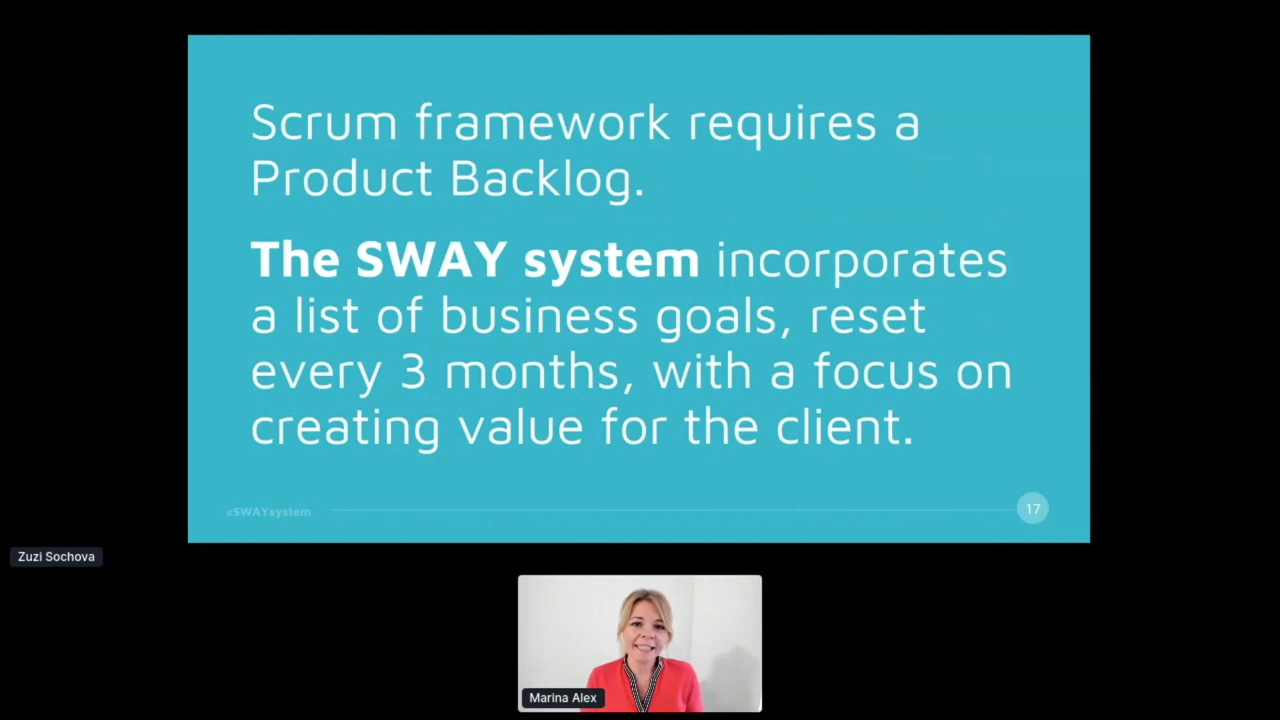 Scrum framework requires a
Product Backlog.
The SWAY system incorporates
a list of business goals, reset
every 3 months, with a focus on
creating value for the client.
#SWAYsystem
17
Zuzi Sochova
Marina Alex